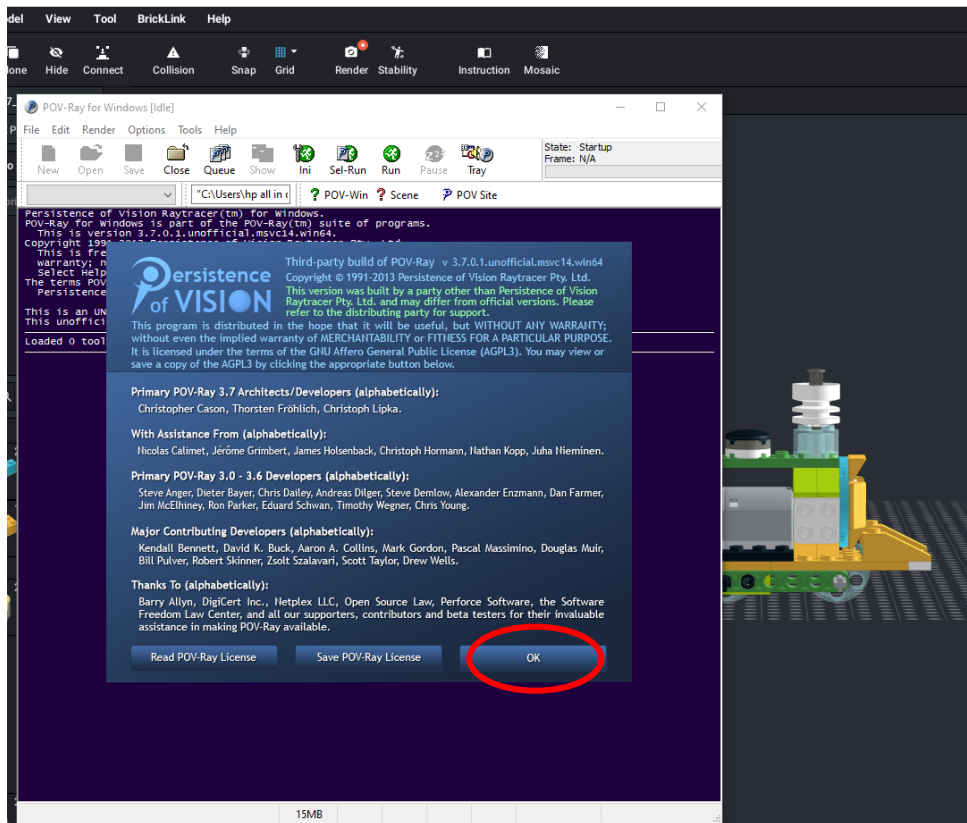 del View Tool BrickLink Help
one Hide Connect Collision Snap Grid Render Stability Instruction Mosaic
POV-Ray for Windows [Idle]
File Edit Render Options Tools Help
New Open Save Close Queue Show Ini Sel-Run Run Pause Tray
State: Startup
Frame: N/A
"C:\Users\hp all in o
? POV-Win ? Scene POV Site
Persistence of Vision Raytracer(tm) for Windows.
POV-Ray for Windows is part of the POV-Ray(tm) suite of programs.
This is version 3.7.0.1.unofficial.msvc14.win64.
Copyright 1991-2013 Persistence of Vision Raytracer Pty. Ltd.
This is fre
warranty; n
Select Help
The terms POV
Persistence
This is an UN
This unoffici
Loaded 0 tool
Persistence
of VISION
Third-party build of POV-Ray v 3.7.0.1.unofficial.msvc14.win64
Copyright © 1991-2013 Persistence of Vision Raytracer Pty. Ltd.
This version was built by a party other than Persistence of Vision
Raytracer Pty. Ltd. and may differ from official versions. Please
refer to the distributing party for support.
This program is distributed in the hope that it will be useful, but WITHOUT ANY WARRANTY;
without even the implied warranty of MERCHANTABILITY or FITNESS FOR A PARTICULAR PURPOSE.
It is licensed under the terms of the GNU Affero General Public License (AGPL3). You may view or
save a copy of the AGPL3 by clicking the appropriate button below.
Primary POV-Ray 3.7 Architects/Developers (alphabetically):
Christopher Cason, Thorsten Fröhlich, Christoph Lipka.
With Assistance From (alphabetically):
Nicolas Calimet, Jérôme Grimbert, James Holsenback, Christoph Hormann, Nathan Kopp, Juha Nieminen.
Primary POV-Ray 3.0 - 3.6 Developers (alphabetically):
Steve Anger, Dieter Bayer, Chris Dailey, Andreas Dilger, Steve Demlow, Alexander Enzmann, Dan Farmer,
Jim McElhiney, Ron Parker, Eduard Schwan, Timothy Wegner, Chris Young.
Major Contributing Developers (alphabetically):
Kendall Bennett, David K. Buck, Aaron A. Collins, Mark Gordon, Pascal Massimino, Douglas Muir,
Bill Pulver, Robert Skinner, Zsolt Szalavari, Scott Taylor, Drew Wells.
Thanks To (alphabetically):
Barry Allyn, DigiCert Inc., Netplex LLC, Open Source Law, Perforce Software, the Software
Freedom Law Center, and all our supporters, contributors and beta testers for their invaluable
assistance in making POV-Ray available.
Read POV-Ray License Save POV-Ray License OK
15MB